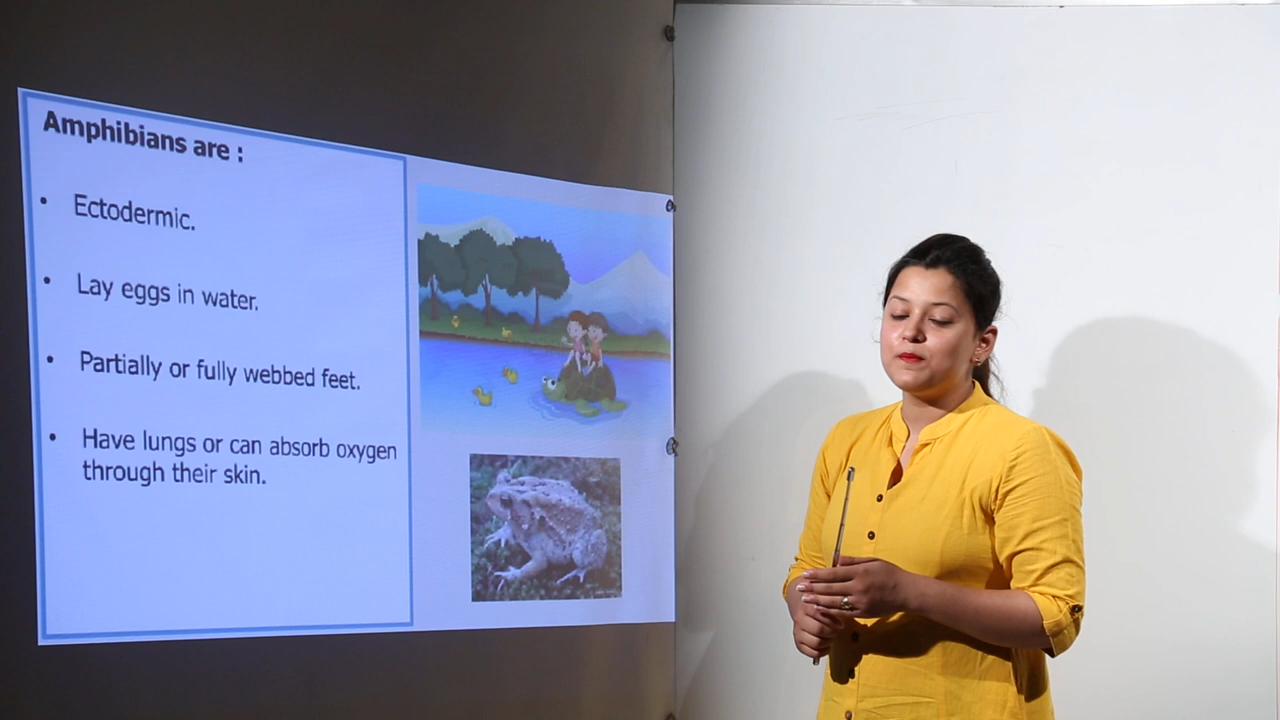 Amphibians are :
• Ectodermic.
• Lay eggs in water.
• Partially or fully webbed feet.
• Have lungs or can absorb oxygen
through their skin.